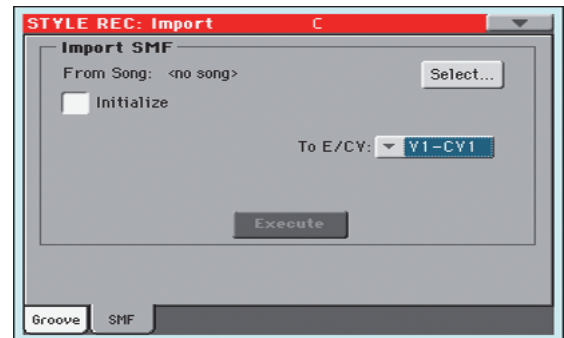 STYLE REC: Import C
Import SMF
From Song: <no song> Select...
Initialize
To E/CV: V1-CV1
Execute
Groove SMF